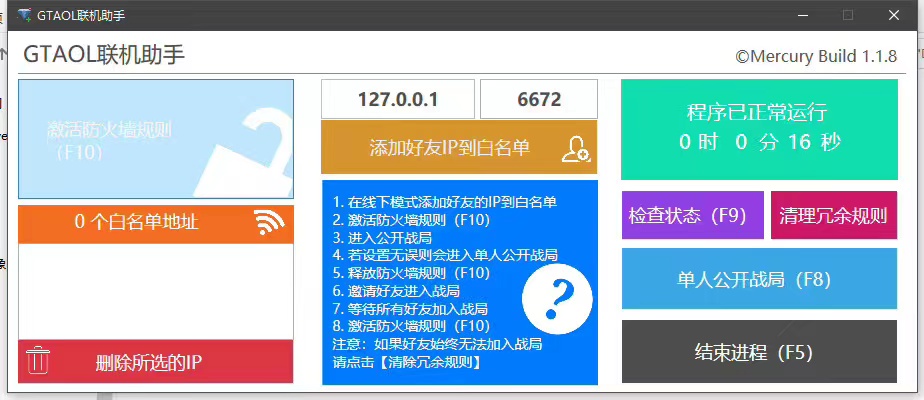 GTAOL联机助手
GTAOL联机助手
©Mercury Build 1.1.8
激活防火墙规则
（F10）
0 个白名单地址
删除所选的IP
127.0.0.1
6672
添加好友IP到白名单
1. 在线下模式添加好友的IP到白名单
2. 激活防火墙规则（F10）
3. 进入公开战局
4. 若设置无误则会进入单人公开战局
5. 释放防火墙规则（F10）
6. 邀请好友进入战局
7. 等待所有好友加入战局
8. 激活防火墙规则（F10）
注意：如果好友始终无法加入战局
请点击【清除冗余规则】
?
程序已正常运行
0 时 0 分 16 秒
检查状态（F9）
清理冗余规则
单人公开战局（F8）
结束进程（F5）